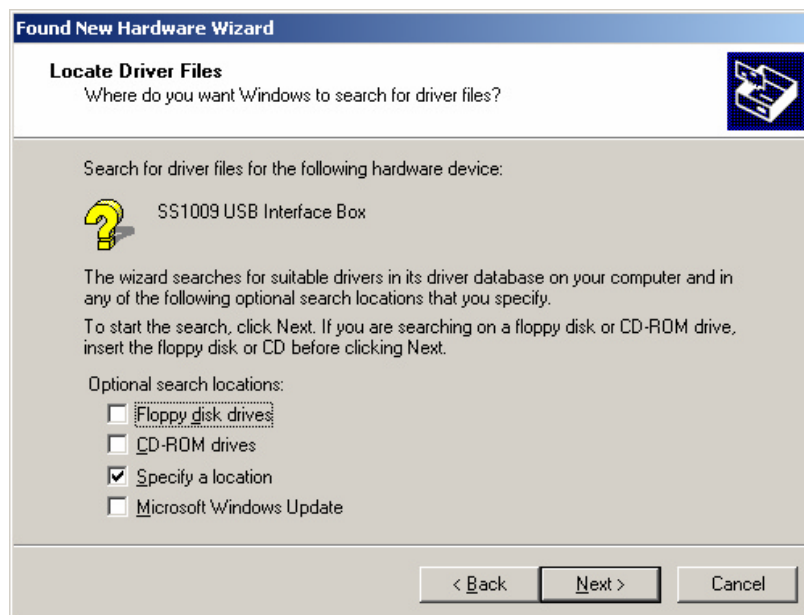 Found New Hardware Wizard
Locate Driver Files
Where do you want Windows to search for driver files?
Search for driver files for the following hardware device:
SS1009 USB Interface Box
The wizard searches for suitable drivers in its driver database on your computer and in
any of the following optional search locations that you specify.
To start the search, click Next. If you are searching on a floppy disk or CD-ROM drive,
insert the floppy disk or CD before clicking Next.
Optional search locations:
Floppy disk drives
CD-ROM drives
Specify a location
Microsoft Windows Update
< Back Next > Cancel